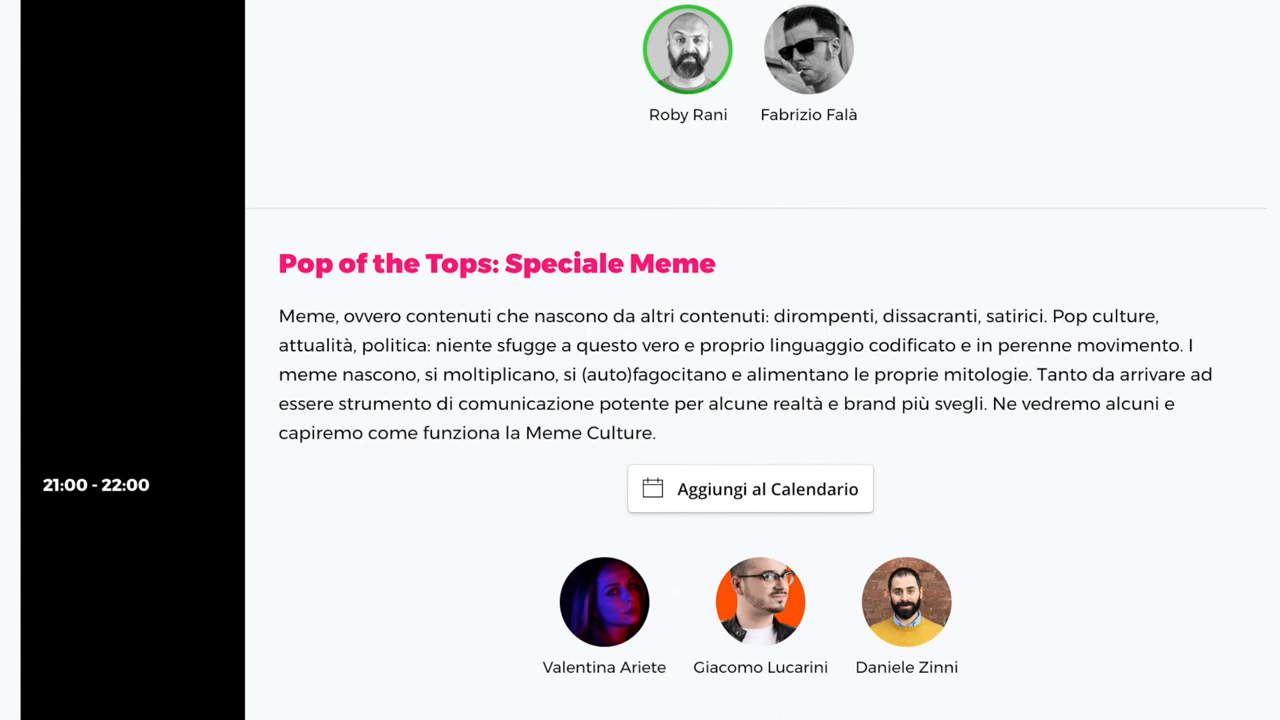 Roby Rani
Fabrizio Falà
Pop of the Tops: Speciale Meme
Meme, ovvero contenuti che nascono da altri contenuti: dirompenti, dissacranti, satirici. Pop culture,
attualità, politica: niente sfugge a questo vero e proprio linguaggio codificato e in perenne movimento. I
meme nascono, si moltiplicano, si (auto)fagocitano e alimentano le proprie mitologie. Tanto da arrivare ad
essere strumento di comunicazione potente per alcune realtà e brand più svegli. Ne vedremo alcuni e
capiremo come funziona la Meme Culture.
21:00 - 22:00
Aggiungi al Calendario
Valentina Ariete
Giacomo Lucarini
Daniele Zinni